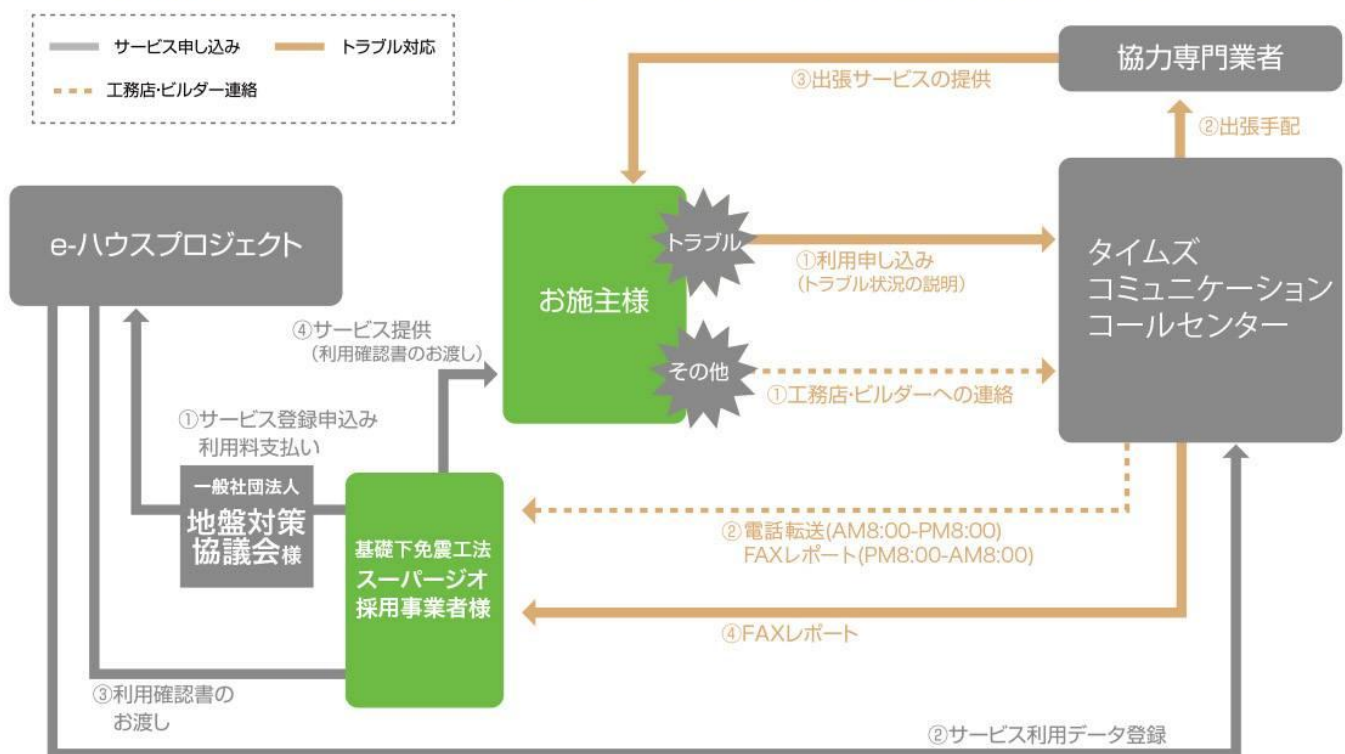 サービス申し込み
トラブル対応
工務店・ビルダー連絡
協力専門業者
③出張サービスの提供
②出張手配
e-ハウスプロジェクト
お施主様
トラブル
①利用申し込み
(トラブル状況の説明)
タイムズ
コミュニケーション
コールセンター
④サービス提供
(利用確認書のお渡し)
その他
①工務店・ビルダーへの連絡
①サービス登録申込み
利用料支払い
一般社団法人
地盤対策
協議会様
基礎下免震工法
スーパージオ
採用事業者様
②電話転送(AM8:00-PM8:00)
FAXレポート(PM8:00-AM8:00)
④FAXレポート
③利用確認書の
お渡し
②サービス利用データ登録